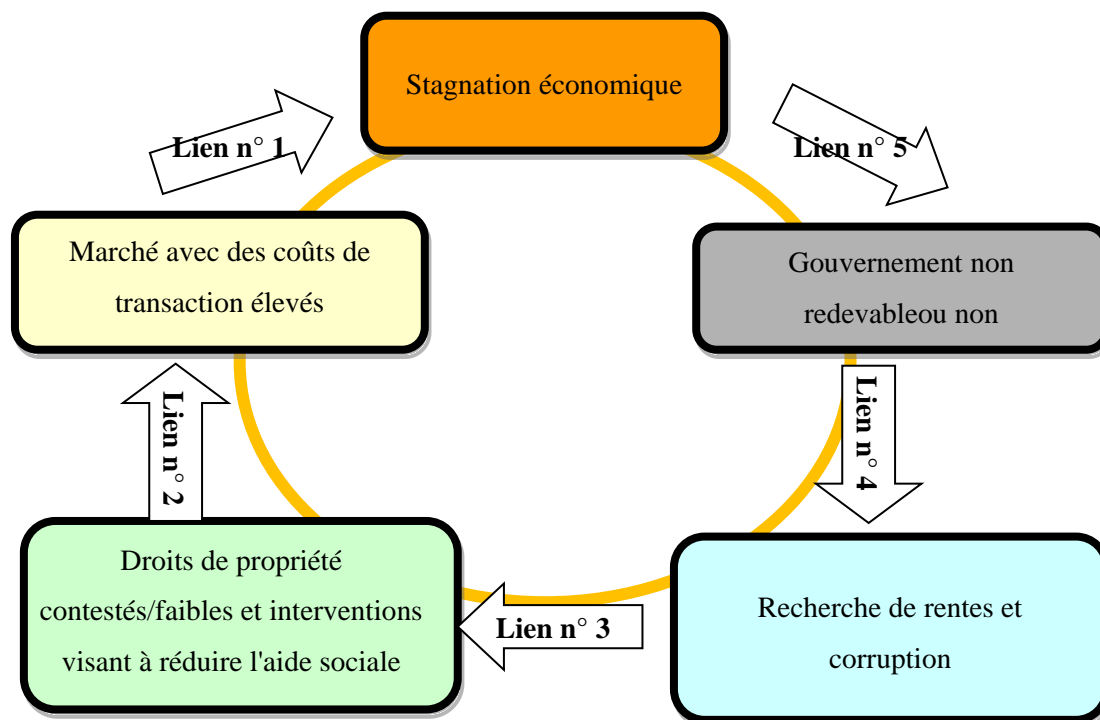 Stagnation économique
Lien n° 1
Lien n° 5
Marché avec des coûts de
transaction élevés
Gouvernement non
redevableou non
Lien n° 2
Lien n° 4
Droits de propriété
contestés/faibles et interventions
visant à réduire l'aide sociale
Lien n° 3
Recherche de rentes et
corruption